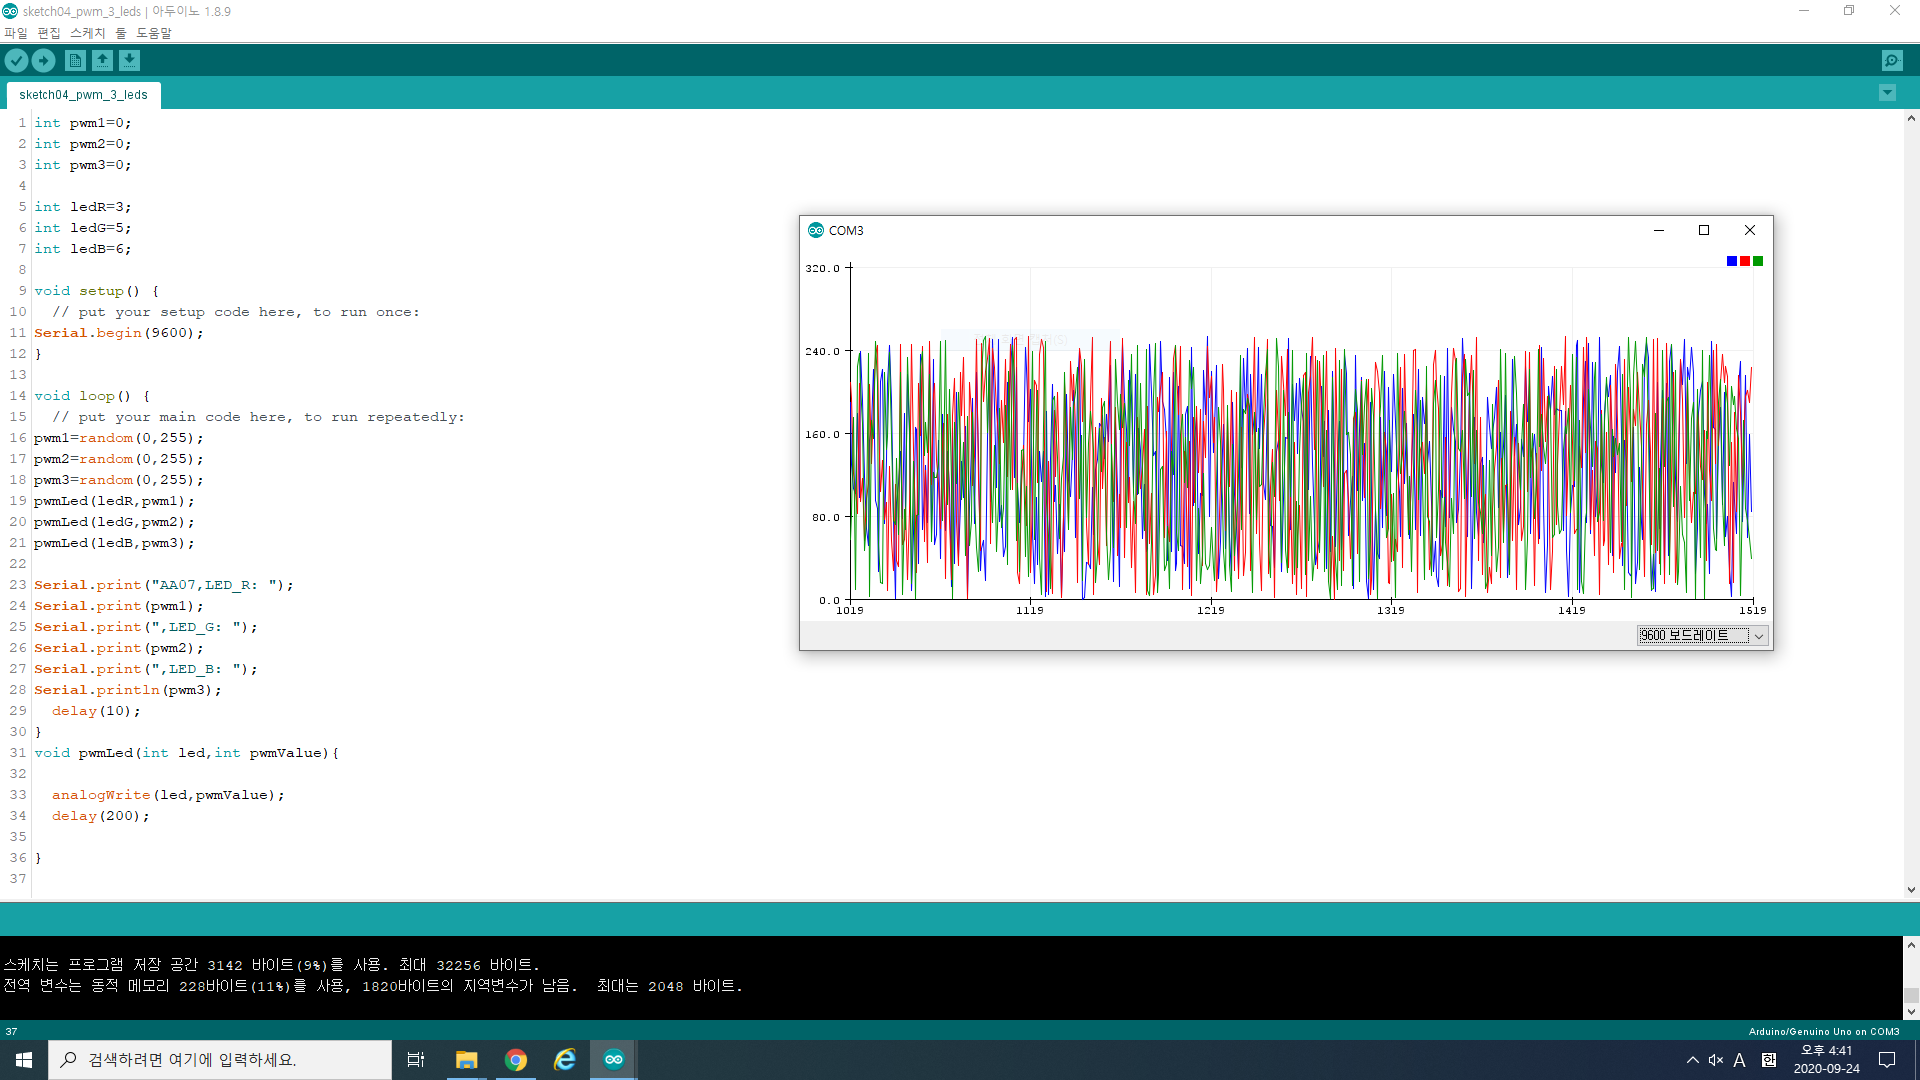 sketch04_pwm_3_leds | 아두이노 1.8.9
파일 편집 스케치 툴 도움말
sketch04_pwm_3_leds
1 int pwm1=0;
2 int pwm2=0;
3 int pwm3=0;
4
5 int ledR=3;
6 int ledG=5;
7 int ledB=6;
8
9 void setup() {
10 // put your setup code here, to run once:
11 Serial.begin(9600);
12 }
13
14 void loop() {
15 // put your main code here, to run repeatedly:
16 pwm1=random(0,255);
17 pwm2=random(0,255);
18 pwm3=random(0,255);
19 pwmLed(ledR,pwm1);
20 pwmLed(ledG,pwm2);
21 pwmLed(ledB,pwm3);
22
23 Serial.print("AA07,LED_R: ");
24 Serial.print(pwm1);
25 Serial.print(",LED_G: ");
26 Serial.print(pwm2);
27 Serial.print(",LED_B: ");
28 Serial.println(pwm3);
29 delay(10);
30 }
31 void pwmLed(int led,int pwmValue){
32
33 analogWrite(led,pwmValue);
34 delay(200);
35
36 }
37
COM3
320.0
240.0
160.0
80.0
0.0
1019 1119 1219 1319 1419 1519
9600 보드레이트
스케치는 프로그램 저장 공간 3142 바이트(9%)를 사용. 최대 32256 바이트.
전역 변수는 동적 메모리 228바이트(11%)를 사용, 1820바이트의 지역변수가 남음. 최대는 2048 바이트.
37
Arduino/Genuino Uno on COM3
검색하려면 여기에 입력하세요.
A 한
오후 4:41
2020-09-24